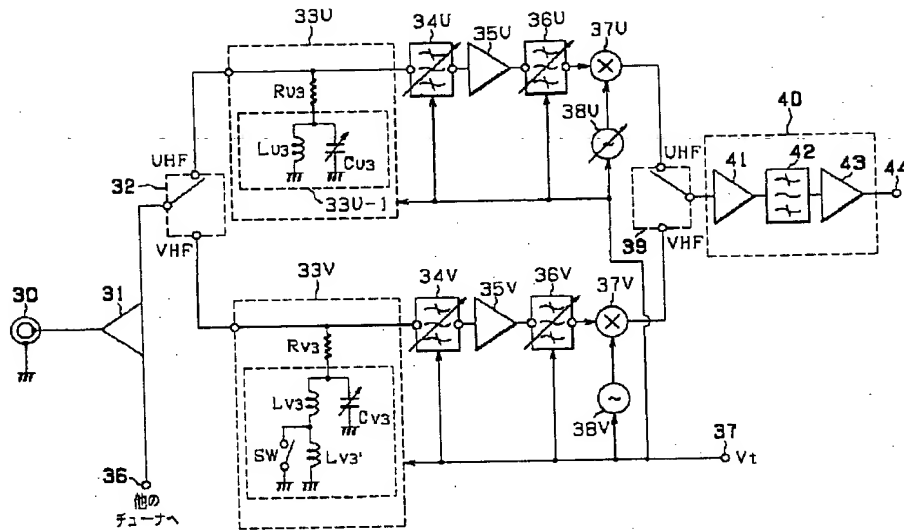 33U
34U
35U
36U
37U
RU3
LU3
CU3
33U-1
38U
40
UHF
32
VHF
UHF
39
VHF
41
42
43
44
30
31
33V
34V
35V
36V
37V
RV3
LV3
CV3
SW
LV3'
38V
37
Vt
36
他の
チューナへ